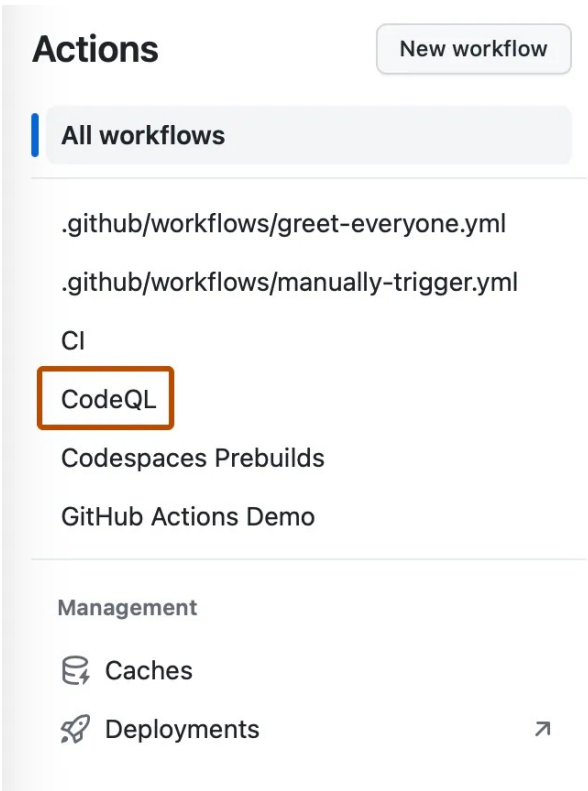 Actions
New workflow
All workflows
.github/workflows/greet-everyone.yml
.github/workflows/manually-trigger.yml
CI
CodeQL
Codespaces Prebuilds
GitHub Actions Demo
Management
Caches
Deployments